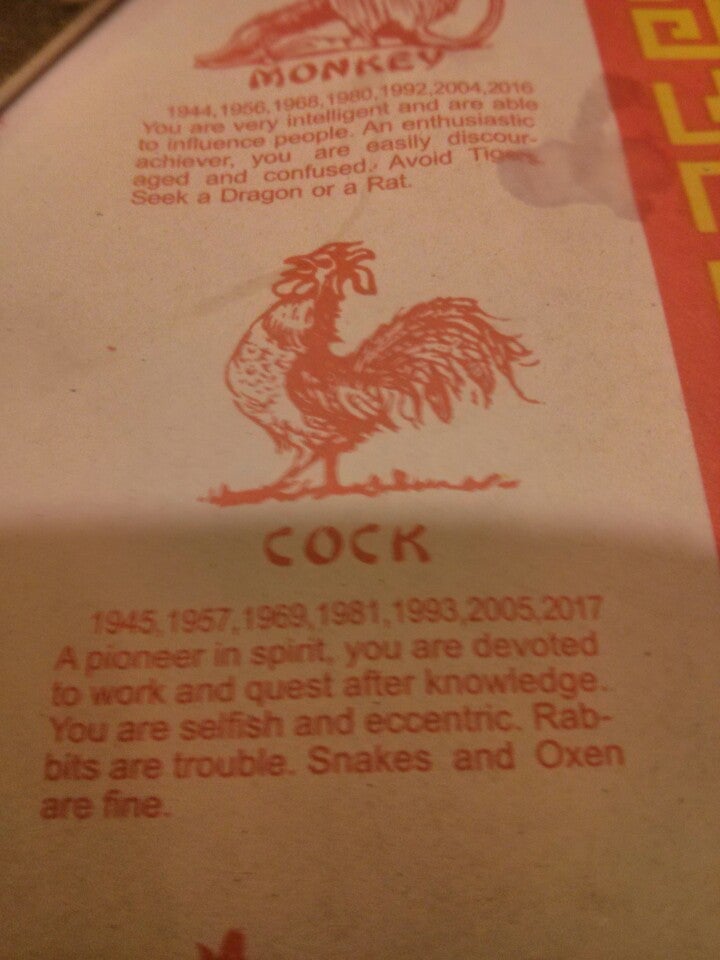 MONKEY
1944,1956,1968,1980,1992,2004,2016
You are very intelligent and are able
to influence people. An enthusiastic
achiever, you are easily discour-
aged and confused. Avoid Tigers.
Seek a Dragon or a Rat.
COCK
1945,1957,1969,1981,1993,2005,2017
A pioneer in spirit, you are devoted
to work and quest after knowledge.
You are selfish and eccentric. Rab-
bits are trouble. Snakes and Oxen
are fine.